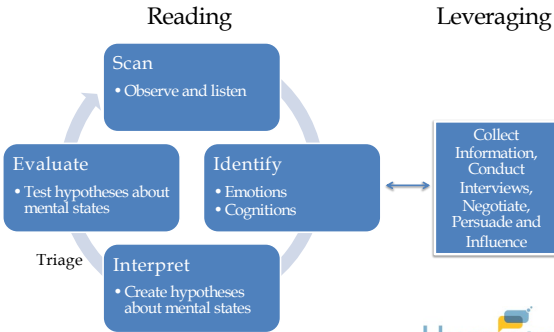 Reading
Leveraging
Scan
• Observe and listen
Identify
• Emotions
• Cognitions
Interpret
• Create hypotheses
about mental states
Triage
Evaluate
• Test hypotheses about
mental states
Collect
Information,
Conduct
Interviews,
Negotiate,
Persuade and
Influence